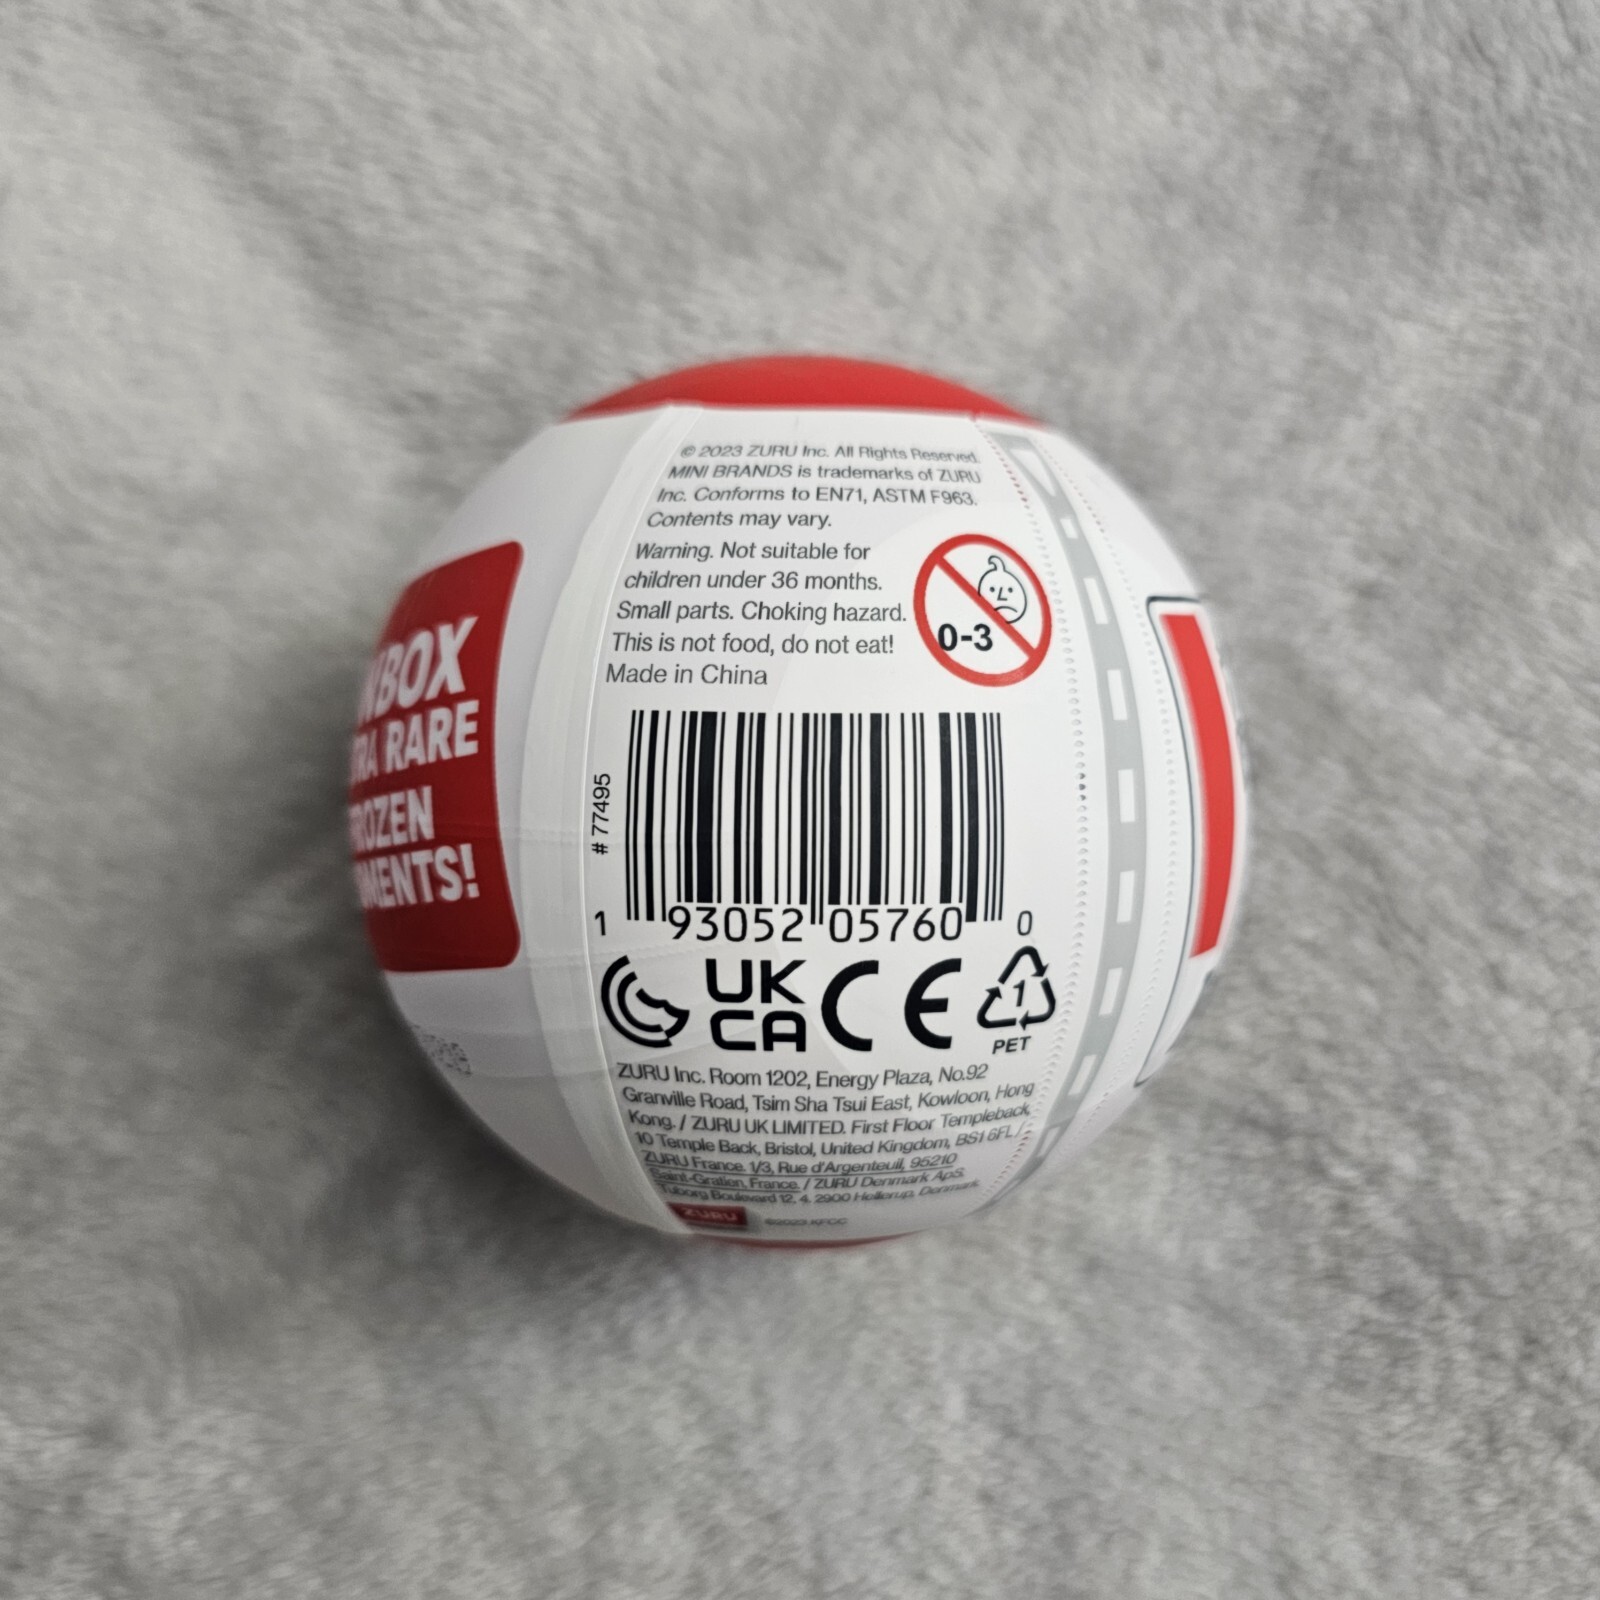 © 2023 ZURU Inc. All Rights Reserved.
MINI BRANDS is trademarks of ZURU
Inc. Conforms to EN71, ASTM F963.
Contents may vary.
Warning. Not suitable for
children under 36 months.
Small parts. Choking hazard.
This is not food, do not eat!
Made in China
0-3
RARE
MENTS!
# 77495
1 93052 05760 0
UK
CA
CE
1
PET
ZURU Inc. Room 1202, Energy Plaza, No.92
Granville Road, Tsim Sha Tsui East, Kowloon, Hong
Kong. / ZURU UK LIMITED. First Floor Templeback,
10 Temple Back, Bristol, United Kingdom, BS1 6FL /
ZURU France. 1/3, Rue d'Argenteuil, 95210
Saint-Gratien, France. / ZURU Denmark ApS.
Tuborg Boulevard 12, 4. 2900 Hellerup, Denmark.
ZURU
©2023 KFCC